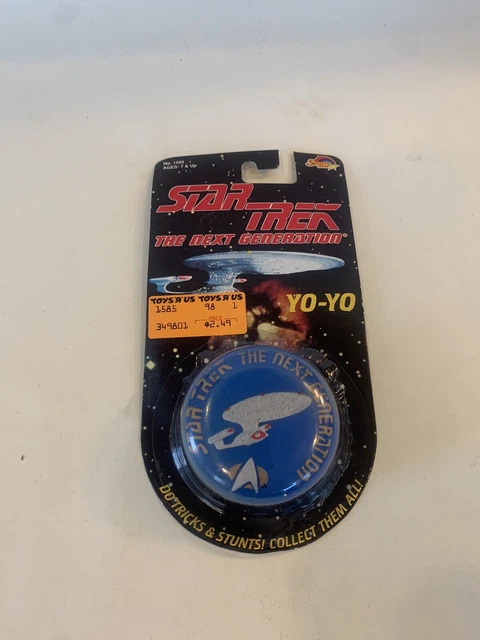 No. 1585
AGES: 7 & Up
STAR TREK
THE NEXT GENERATION
YO-YO
TOYS R US TOYS R US
1585 98 1
PRICE
349801 $2.49
STAR TREK THE NEXT GENERATION
DO TRICKS & STUNTS! COLLECT THEM ALL!